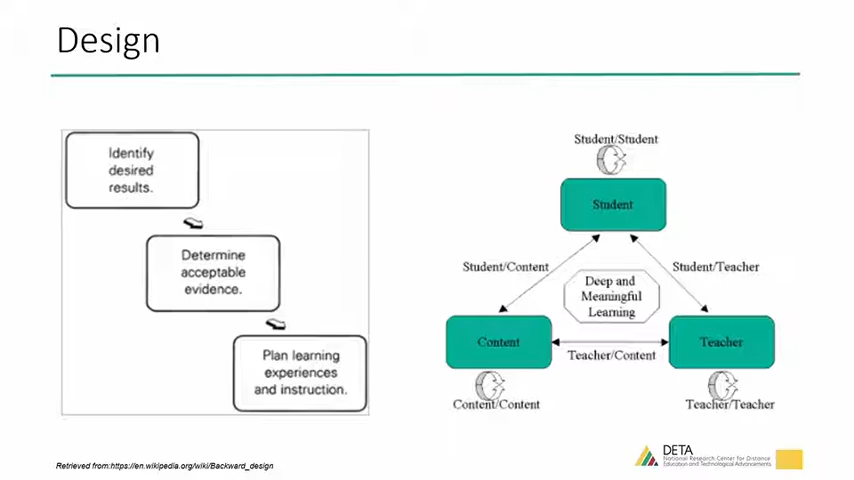 Design
Identify
desired
results.
Determine
acceptable
evidence.
Plan learning
experiences
and instruction.
Student/Student
Student
Student/Content
Student/Teacher
Deep and
Meaningful
Learning
Content
Teacher
Teacher/Content
Content/Content
Teacher/Teacher
Retrieved from:https://en.wikipedia.org/wiki/Backward_design
DETA
National Research Center for Distance
Education and Technological Advancements